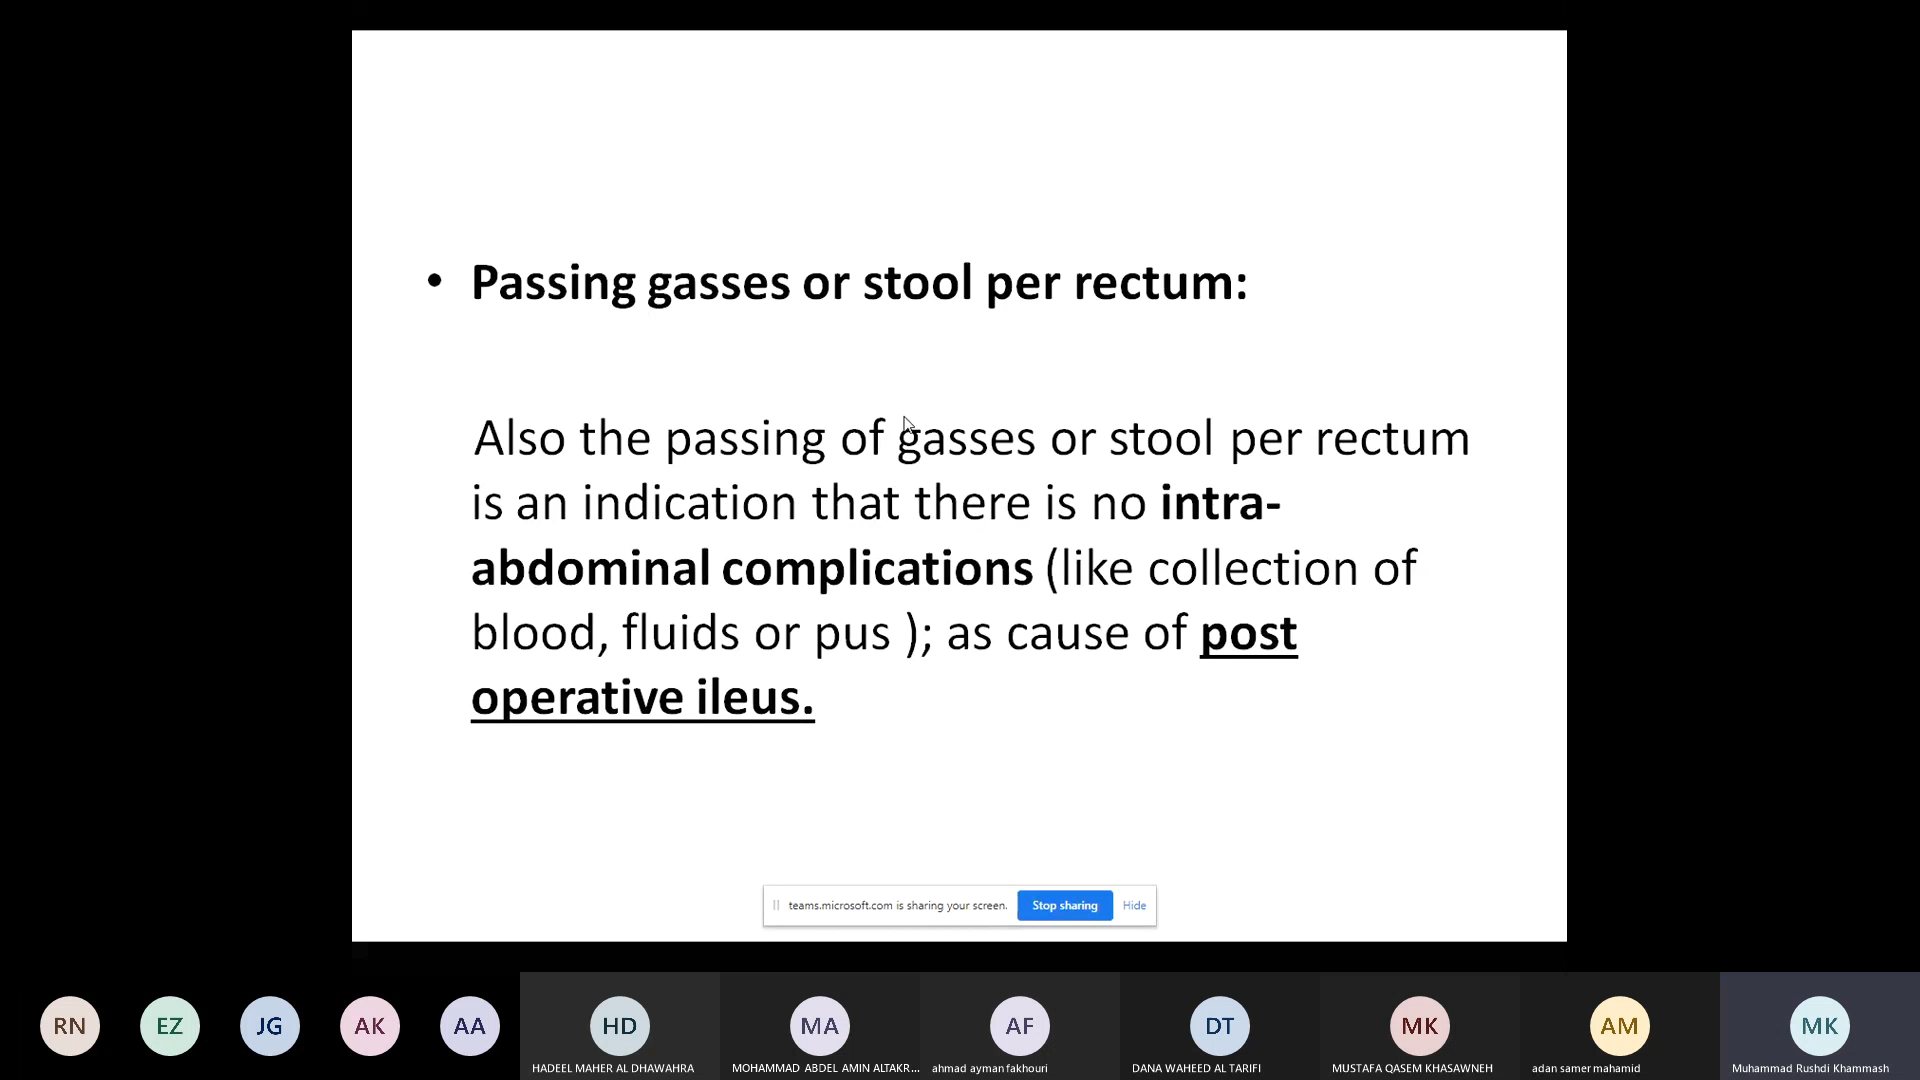 • Passing gasses or stool per rectum:
Also the passing of gasses or stool per rectum
is an indication that there is no intra-
abdominal complications (like collection of
blood, fluids or pus ); as cause of post
operative ileus.
teams.microsoft.com is sharing your screen. Stop sharing Hide
RN EZ JG AK AA HD MA AF DT MK AM MK
HADEEL MAHER AL DHAWAHRA MOHAMMAD ABDEL AMIN ALTAKR... ahmad ayman fakhouri DANA WAHEED AL TARIFI MUSTAFA QASEM KHASAWNEH adan samer mahamid Muhammad Rushdi Khammash